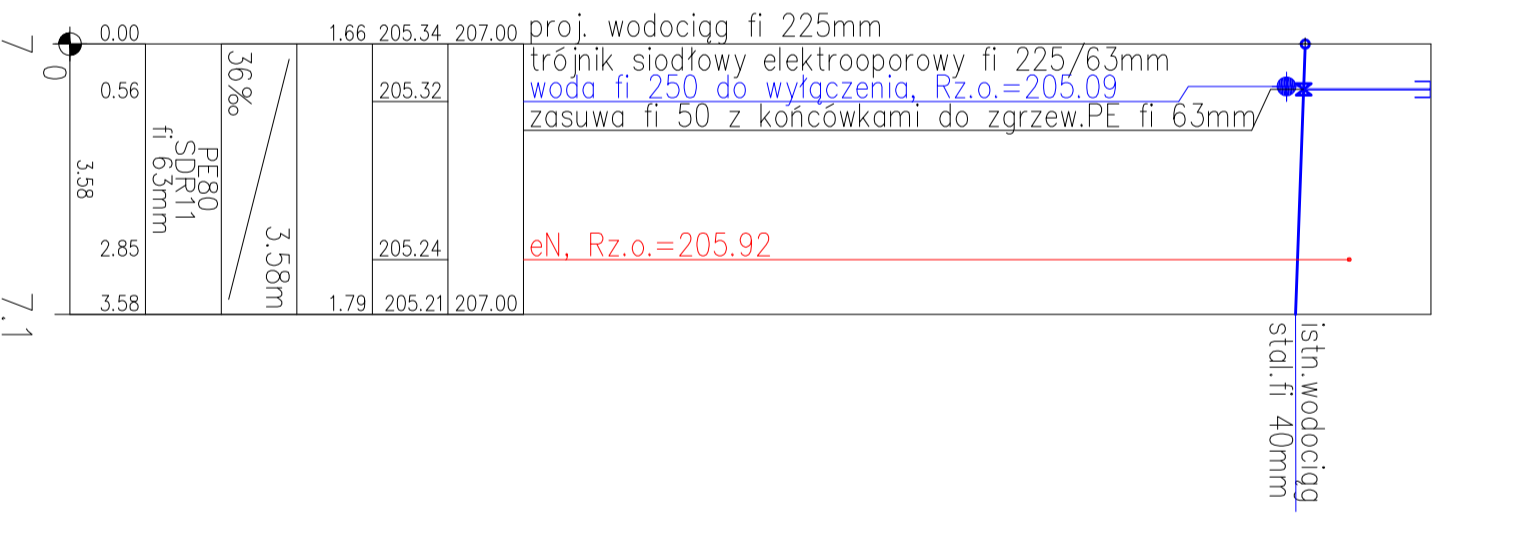 proj. wodociąg fi 225mm
trójnik siodłowy elektrooporowy fi 225/63mm
woda fi 250 do wyłączenia, Rz.o.=205.09
zasuwa fi 50 z końcówkami do zgrzew.PE fi 63mm
eN, Rz.o.=205.92
0.00
1.66
205.34
207.00
0.56
205.32
2.85
205.24
3.58
1.79
205.21
207.00
7
0
7.1
3.58
PE80
SDR11
fi 63mm
36‰
3.58m
istn.wodociąg
stal.fi 40mm